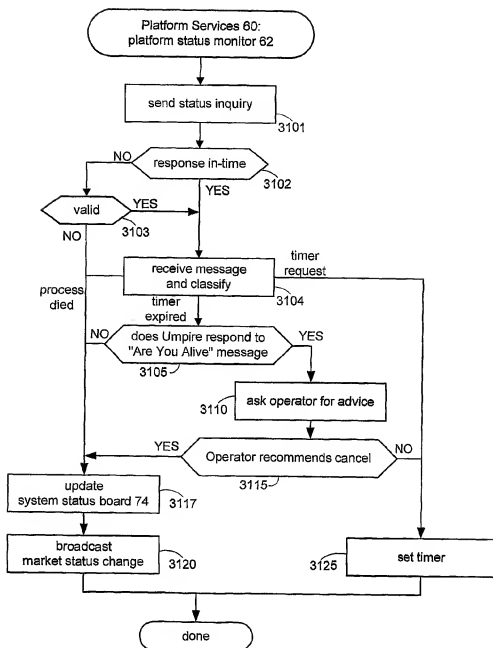 Platform Services 60:
platform status monitor 62
send status inquiry
3101
NO
response in-time
3102
YES
valid
YES
3103
NO
timer
request
receive message
and classify
3104
process
died
timer
expired
NO
does Umpire respond to
"Are You Alive" message
YES
3105
3110
ask operator for advice
YES
Operator recommends cancel
NO
3115
update
system status board 74
3117
broadcast
market status change
3120
3125
set timer
done